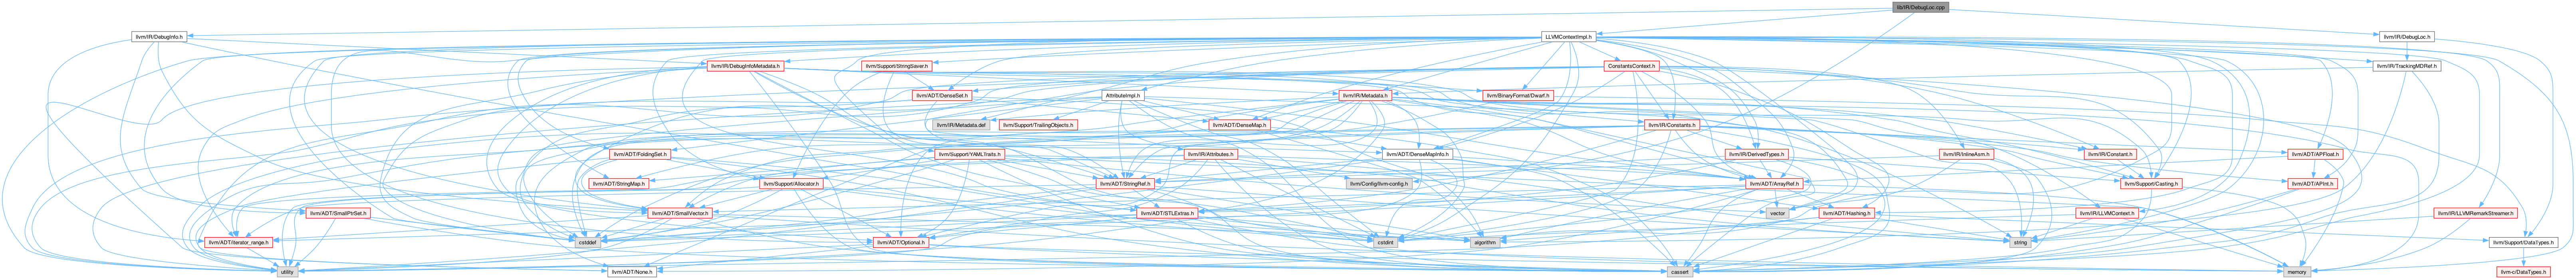 lib/IR/DebugLoc.cpp
llvm/IR/DebugInfo.h
LLVMContextImpl.h
llvm/IR/DebugLoc.h
llvm/IR/DebugInfoMetadata.h
llvm/Support/StringSaver.h
ConstantsContext.h
llvm/IR/TrackingMDRef.h
llvm/ADT/DenseSet.h
AttributeImpl.h
llvm/IR/Metadata.h
llvm/BinaryFormat/Dwarf.h
llvm/IR/Metadata.def
llvm/Support/TrailingObjects.h
llvm/ADT/DenseMap.h
llvm/IR/Constants.h
llvm/ADT/FoldingSet.h
llvm/Support/YAMLTraits.h
llvm/IR/Attributes.h
llvm/ADT/DenseMapInfo.h
llvm/IR/DerivedTypes.h
llvm/IR/InlineAsm.h
llvm/IR/Constant.h
llvm/ADT/APFloat.h
llvm/ADT/StringMap.h
llvm/Support/Allocator.h
llvm/ADT/StringRef.h
llvm/Config/llvm-config.h
llvm/ADT/ArrayRef.h
llvm/Support/Casting.h
llvm/ADT/APInt.h
llvm/ADT/SmallPtrSet.h
llvm/ADT/SmallVector.h
llvm/ADT/STLExtras.h
vector
llvm/ADT/Hashing.h
llvm/IR/LLVMContext.h
llvm/IR/LLVMRemarkStreamer.h
llvm/ADT/iterator_range.h
cstddef
llvm/ADT/Optional.h
cstdint
algorithm
string
llvm/Support/DataTypes.h
utility
llvm/ADT/None.h
cassert
memory
llvm-c/DataTypes.h